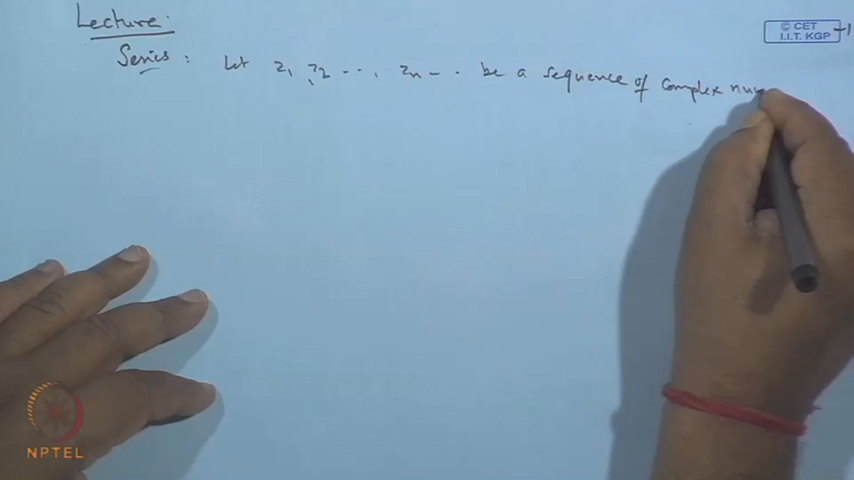 Lecture.
© CET
I.I.T. KGP
Series : Let z1, z2 ---, zn - - be a sequence of complex num
NPTEL